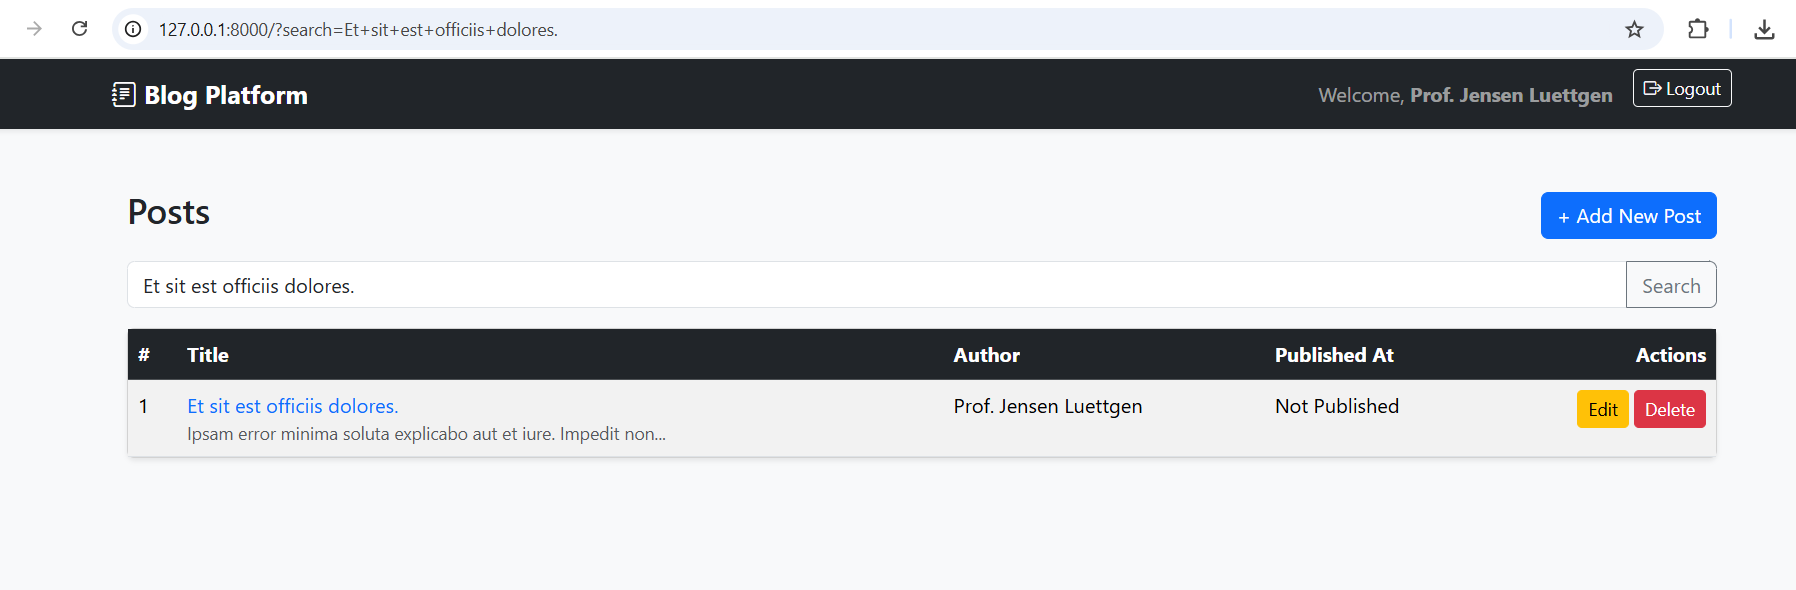 127.0.0.1:8000/?search=Et+sit+est+officiis+dolores.
Blog Platform
Welcome, Prof. Jensen Luettgen
Logout
Posts
+ Add New Post
Et sit est officiis dolores.
Search
# Title Author Published At Actions
1 Et sit est officiis dolores. Prof. Jensen Luettgen Not Published Edit Delete
Ipsam error minima soluta explicabo aut et iure. Impedit non...